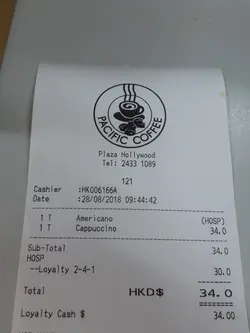 PACIFIC COFFEE
Plaza Hollywood
Tel: 2433 1089
121
Cashier :HK006166A
Date :28/08/2018 09:44:42
1 T Americano (HOSP)
1 T Cappuccino 34.0
Sub-Total 34.0
HOSP
--Loyalty 2-4-1 30.0
Total HKD$ 34.0
Loyalty Cash $ 34.00